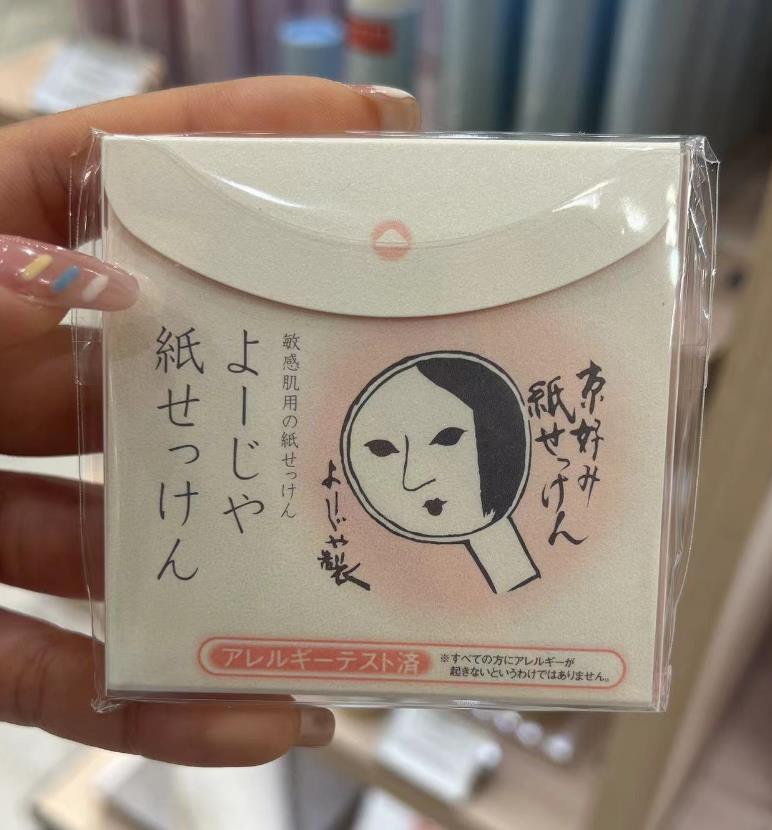 京好み
紙せっけん
よーじや製
敏感肌用の紙せっけん
よーじや
紙せっけん
アレルギーテスト済
※すべての方にアレルギーが
起きないというわけではありません。